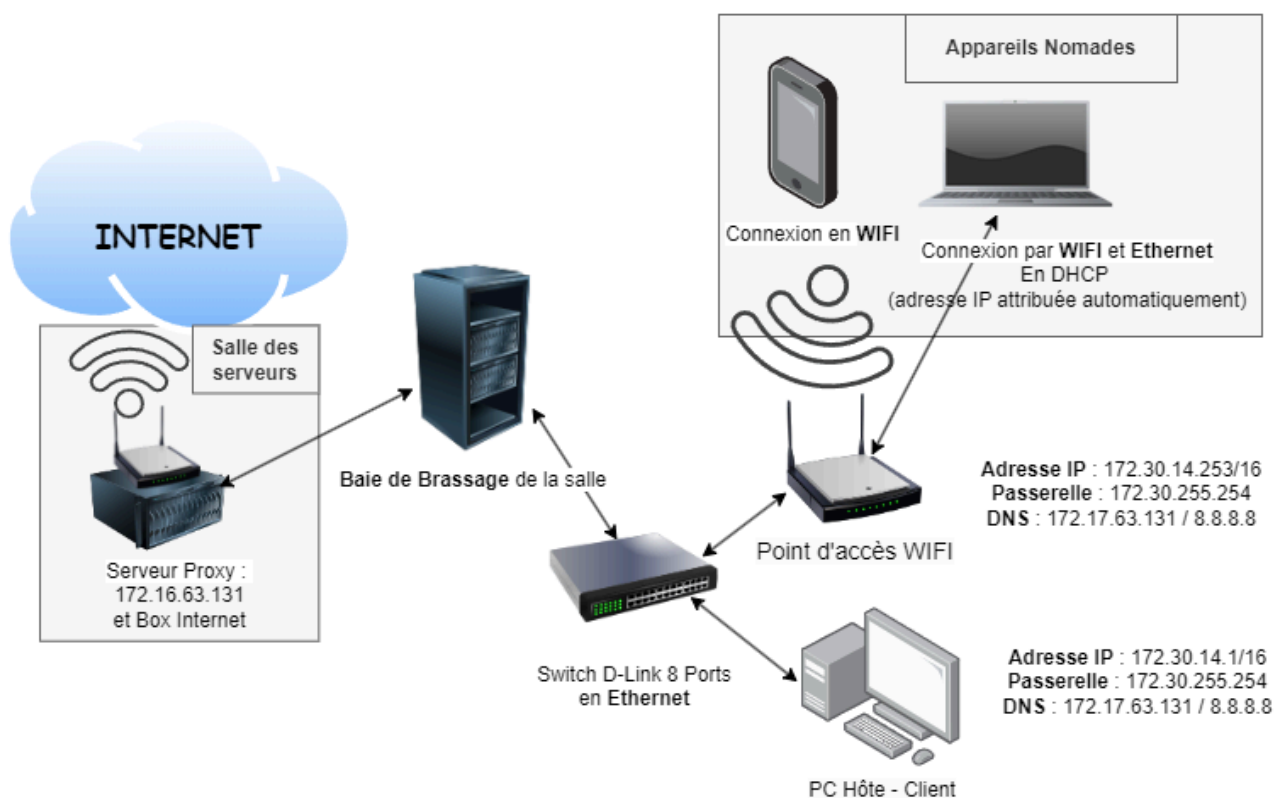 Appareils Nomades
Connexion en WIFI
Connexion par WIFI et Ethernet
En DHCP
(adresse IP attribuée automatiquement)
INTERNET
Salle des
serveurs
Serveur Proxy :
172.16.63.131
et Box Internet
Baie de Brassage de la salle
Switch D-Link 8 Ports
en Ethernet
Point d'accès WIFI
Adresse IP : 172.30.14.253/16
Passerelle : 172.30.255.254
DNS : 172.17.63.131 / 8.8.8.8
PC Hôte - Client
Adresse IP : 172.30.14.1/16
Passerelle : 172.30.255.254
DNS : 172.17.63.131 / 8.8.8.8